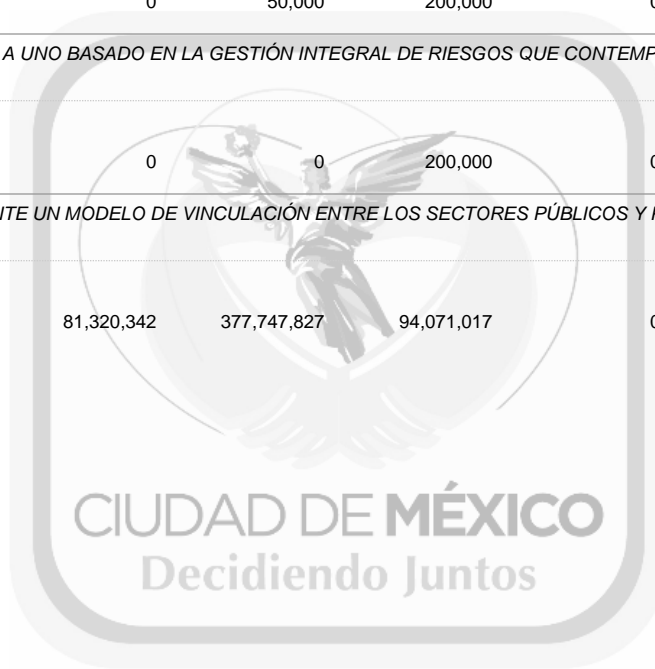 0 50,000 200,000 0
A UNO BASADO EN LA GESTIÓN INTEGRAL DE RIESGOS QUE CONTEMP
0 0 200,000 0
NTE UN MODELO DE VINCULACIÓN ENTRE LOS SECTORES PÚBLICOS Y
81,320,342 377,747,827 94,071,017 0
CIUDAD DE MÉXICO
Decidiendo Juntos